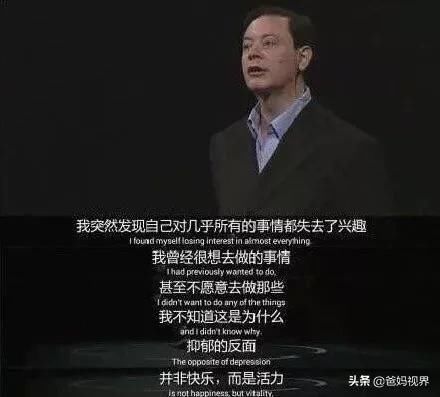 我突然发现自己对几乎所有的事情都失去了兴趣
I found myself losing interest in almost everything.
我曾经很想去做的事情
I had previously wanted to do,
甚至不愿意去做那些
I didn't want to do any of the things
我不知道这是为什么
and I didn't know why.
抑郁的反面
The opposite of depression
并非快乐，而是活力
is not happiness, but vitality,
头条 @爸妈视界